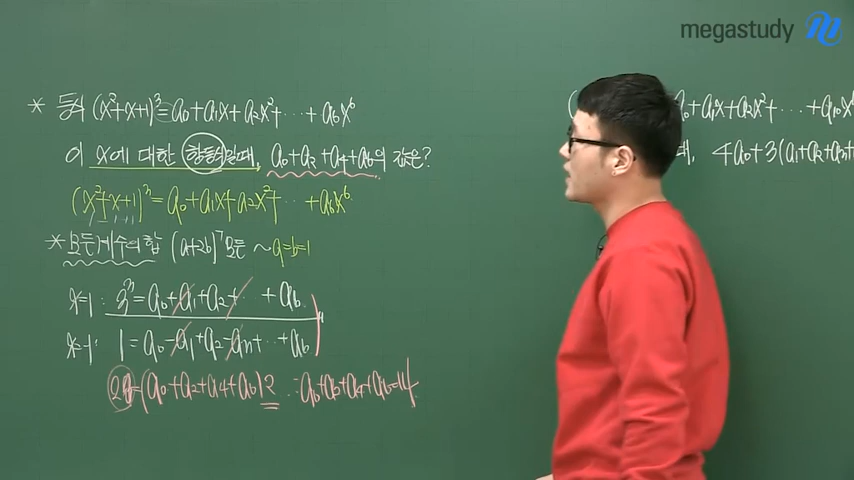 megastudy
* 등식 (x²+x+1)³=a₀+a₁x+a₂x²+⋯+a₆x⁶
이 x에 대한 항등식일때, a₀+a₂+a₄+a₆의 값은?
(x²+x+1)³=a₀+a₁x+a₂x²+⋯+a₆x⁶
* 모든계수의 합 (a+2b)⁷ 모든 ~ a=b=1
x=1: 3³=a₀+a₁+a₂+⋯+a₆
x=-1: 1=a₀-a₁+a₂-a₃+⋯+a₆
28=(a₀+a₂+a₄+a₆)2 ∴a₀+a₂+a₄+a₆=14
a₀+a₁x+a₂x²+⋯+a₁₀x
4a₀+3(a₁+a₂+a₃+